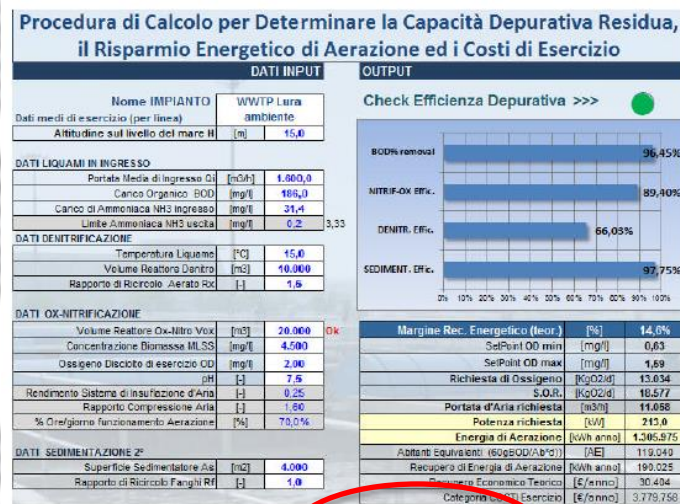 Procedura di Calcolo per Determinare la Capacità Depurativa Residua,
il Risparmio Energetico di Aerazione ed i Costi di Esercizio
DATI INPUT
Nome IMPIANTO WWTP Lura ambiente
Dati medi di esercizio (per linea)
Altitudine sul livello del mare H [m] 15,0
DATI LIQUAMI IN INGRESSO
Portata Media di Ingresso Qi [m3/h] 1.600,0
Carico Organico BOD [mg/l] 186,0
Carico di Ammoniaca NH3 ingresso [mg/l] 31,4
Limite Ammoniaca NH3 uscita [mg/l] 0,2 3,33
DATI DENITRIFICAZIONE
Temperatura Liquame [°C] 15,0
Volume Reattore Denitro [m3] 10.000
Rapporto di Ricircolo Aerato Rx [-] 1,5
DATI OX-NITRIFICAZIONE
Volume Reattore Ox-Nitro Vox [m3] 20.000 Ok
Concentrazione Biomassa MLSS [mg/l] 4.500
Ossigeno Disciolto di esercizio OD [mg/l] 2,00
pH [-] 7,5
Rendimento Sistema di Insuflazione d'Aria [-] 0,25
Rapporto Compressione Aria [-] 1,60
% Ore/giorno funzionamento Aerazione [%] 70,0%
DATI SEDIMENTAZIONE 2°
Superficie Sedimentatore As [m2] 4.000
Rapporto di Ricircolo Fanghi Rf [-] 1,0
OUTPUT
Check Efficienza Depurativa >>>
BOD% removal 96,45%
NITRIF-OX Effic. 89,40%
DENITR. Effic. 66,03%
SEDIMENT. Effic. 97,75%
0% 10% 20% 30% 40% 50% 60% 70% 80% 90% 100%
Margine Rec. Energetico (teor.) [%] 14,6%
SetPoint OD min [mg/l] 0,63
SetPoint OD max [mg/l] 1,59
Richiesta di Ossigeno [KgO2/d] 13.034
S.O.R. [KgO2/d] 18.577
Portata d'Aria richiesta [m3/h] 11.058
Potenza richiesta [kW] 213,0
Energia di Aerazione [kWh anno] 1.305.975
Abitanti Equivalenti (60gBOD/Ab*d)) [AE] 119.040
Recupero di Energia di Aerazione [kWh anno] 190.025
Recupero Economico Teorico [£/anno] 30.404
Categoria COSTI Esercizio [£/anno] 3.779.758